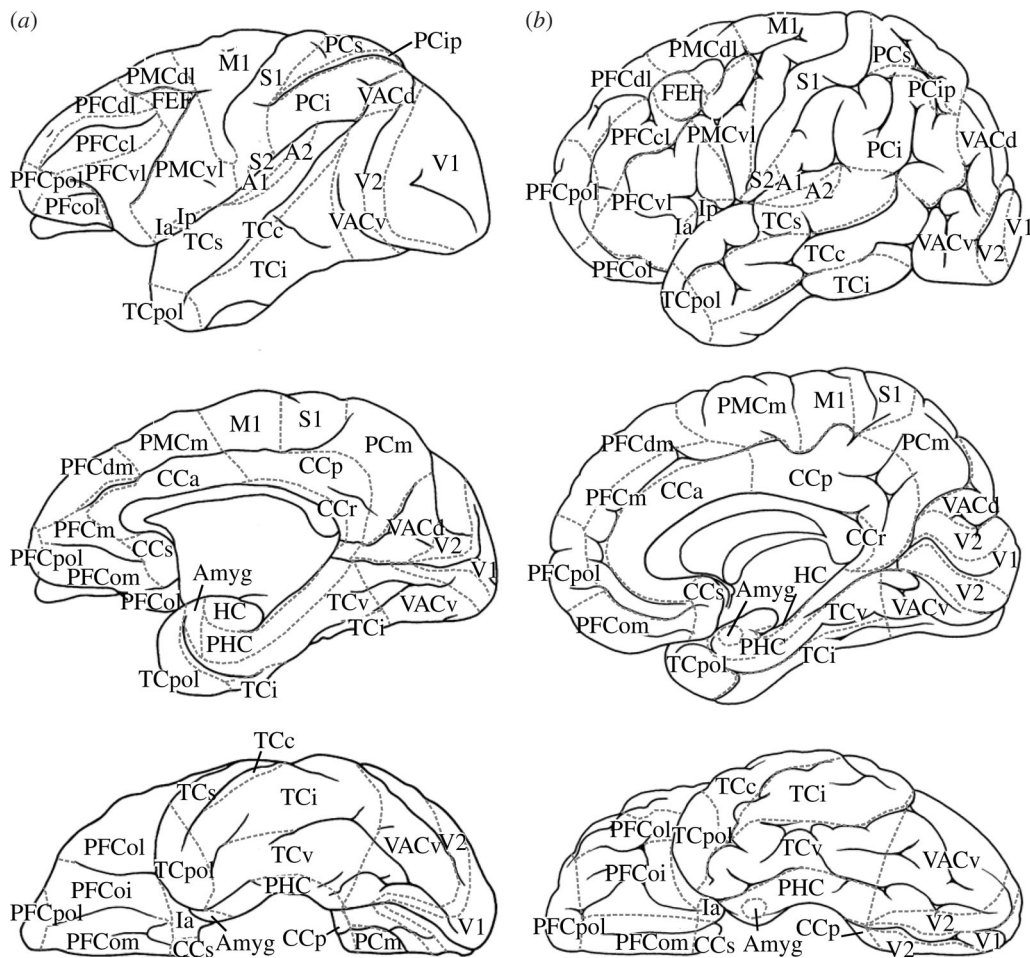 (a)
PCs
PCip
M1
S1
PMCdl
FEF
PFCdl
PCi
VACd
PFCcl
S2
A2
A1
V2
V1
PFCvl
PMCvl
PFCpol
PFcol
Ia
Ip
TCs
TCc
VACv
TCi
TCpol
M1
S1
PMCm
PCm
PFCdm
CCp
CCa
CCr
VACd
PFCm
CCs
V2
PFCpol
V1
PFCom
Amyg
PFCol
HC
TCv
VACv
TCi
PHC
TCpol
TCi
TCc
TCs
TCi
PFCol
VACv
V2
TCpol
TCv
PFCoi
PHC
PFCpol
Ia
V1
PFCom
CCs
Amyg
CCp
PCm
(b)
M1
PMCdl
PCs
PFCdl
S1
FEF
PCip
PFCcl
PMCvl
VACd
PCi
PFCpol
PFCvl
S2
A1
A2
Ia
Ip
TCs
V1
VACv
V2
PFCol
TCc
TCi
TCpol
PMCm
M1
S1
PFCdm
PCm
PFCm
CCa
CCp
VACd
CCr
V2
V1
PFCpol
CCs
Amyg
HC
V2
TCv
VACv
PFCom
PHC
TCi
TCpol
TCc
TCi
PFCol
TCpol
TCv
VACv
PFCoi
PHC
Ia
PFCpol
V2
PFCom
CCs
Amyg
CCp
V2
V1